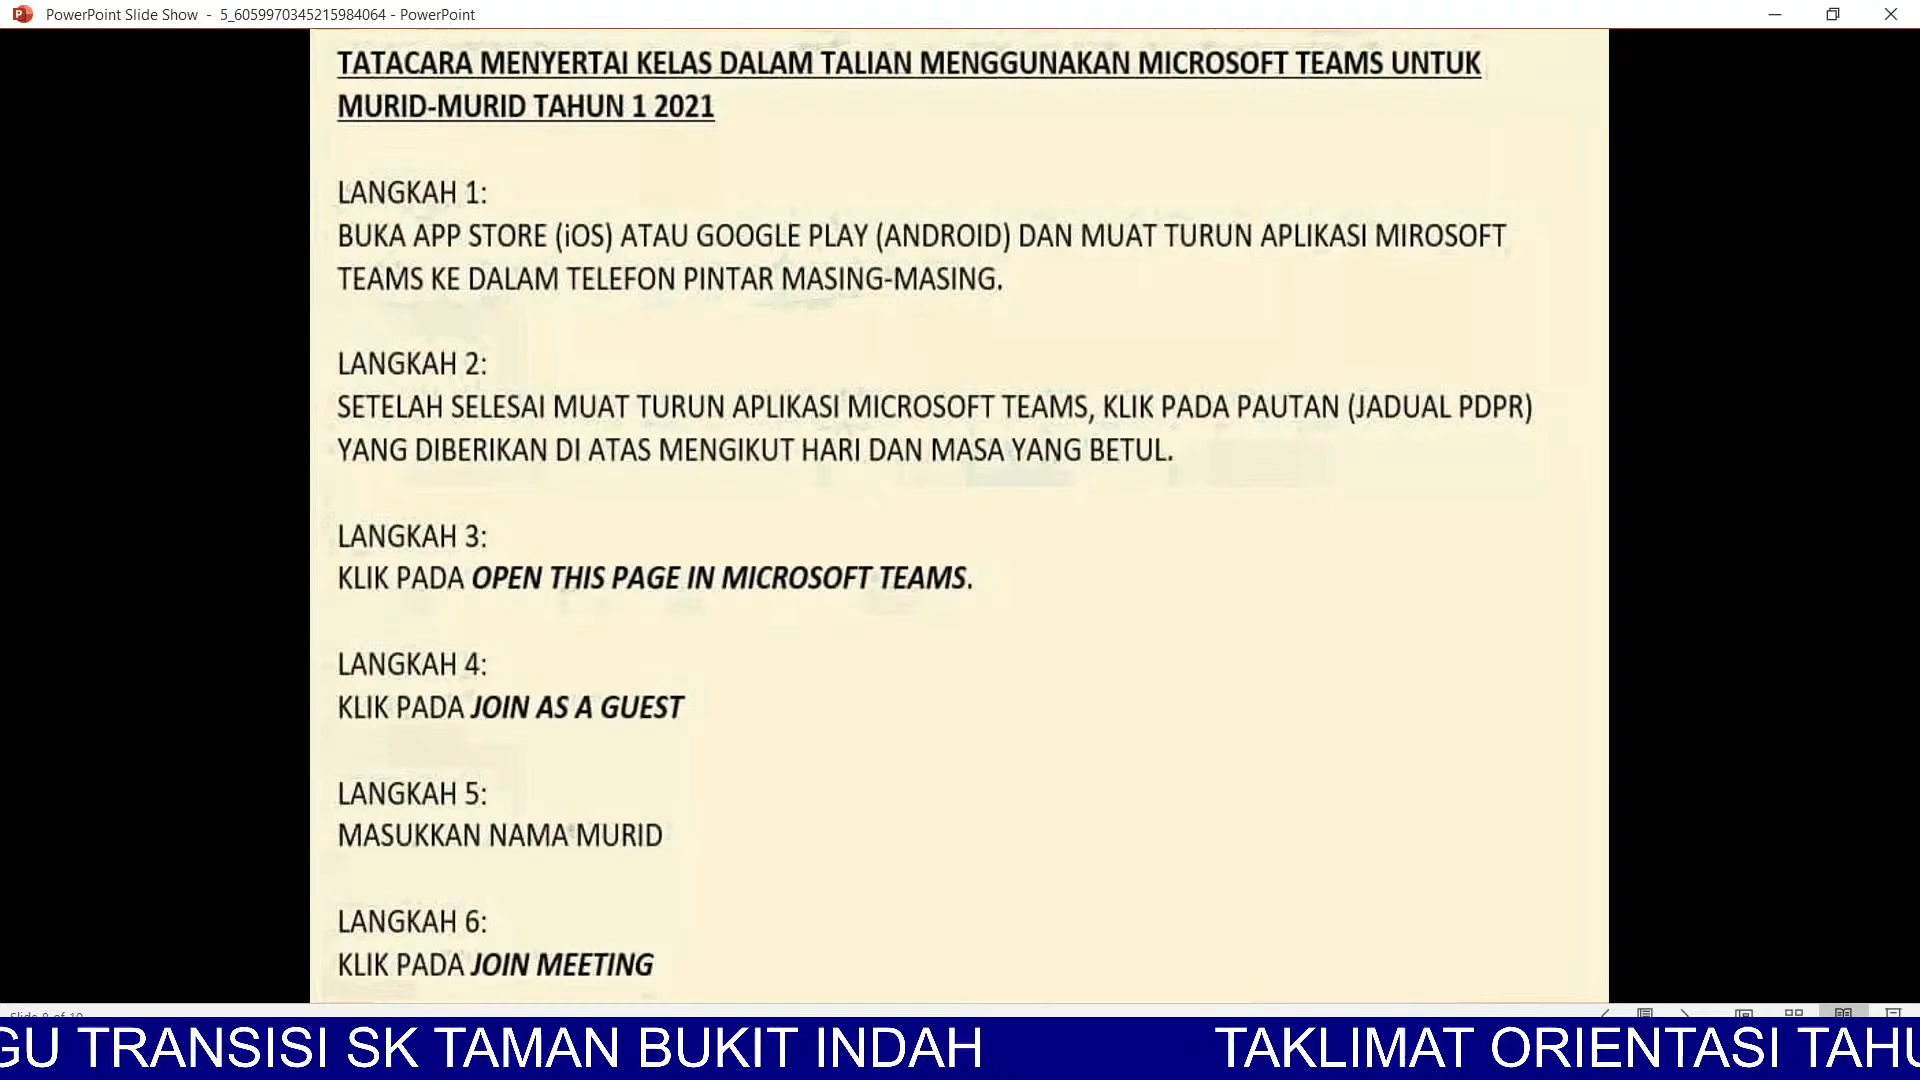 PowerPoint Slide Show - 5_6059970345215984064 - PowerPoint
TATACARA MENYERTAI KELAS DALAM TALIAN MENGGUNAKAN MICROSOFT TEAMS UNTUK
MURID-MURID TAHUN 1 2021
LANGKAH 1:
BUKA APP STORE (iOS) ATAU GOOGLE PLAY (ANDROID) DAN MUAT TURUN APLIKASI MIROSOFT
TEAMS KE DALAM TELEFON PINTAR MASING-MASING.
LANGKAH 2:
SETELAH SELESAI MUAT TURUN APLIKASI MICROSOFT TEAMS, KLIK PADA PAUTAN (JADUAL PDPR)
YANG DIBERIKAN DI ATAS MENGIKUT HARI DAN MASA YANG BETUL.
LANGKAH 3:
KLIK PADA OPEN THIS PAGE IN MICROSOFT TEAMS.
LANGKAH 4:
KLIK PADA JOIN AS A GUEST
LANGKAH 5:
MASUKKAN NAMA MURID
LANGKAH 6:
KLIK PADA JOIN MEETING
GU TRANSISI SK TAMAN BUKIT INDAH TAKLIMAT ORIENTASI TAHU